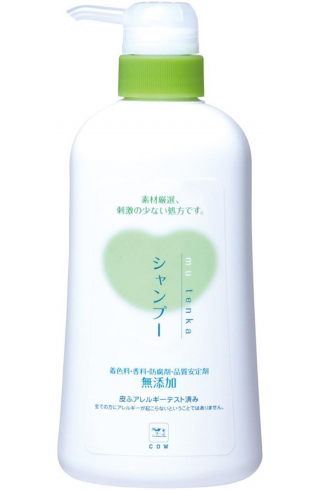 素材厳選、
刺激の少ない処方です。
mu tenka
シャンプー
着色料・香料・防腐剤・品質安定剤
無添加
皮ふアレルギーテスト済み
全ての方にアレルギーが起こらないということではありません。
COW